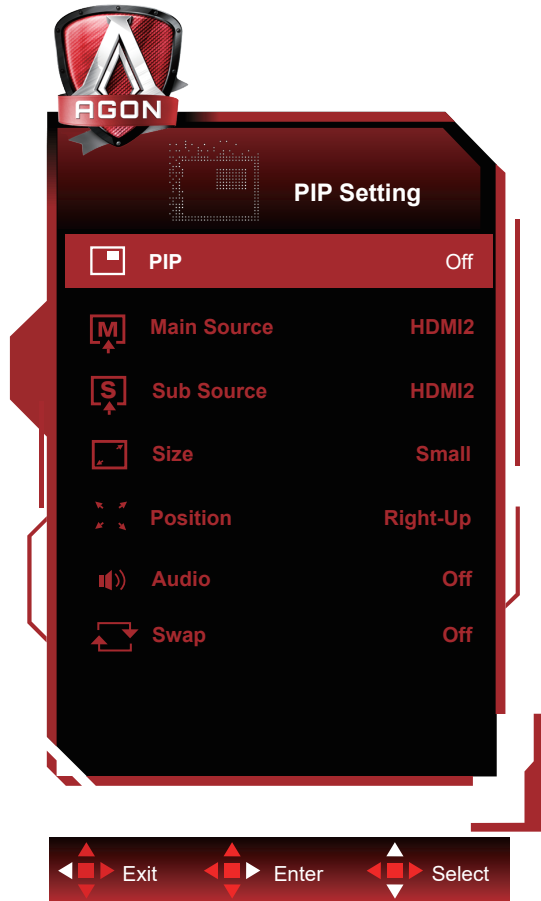 AGON
PIP Setting
PIP Off
M Main Source HDMI2
S Sub Source HDMI2
Size Small
Position Right-Up
Audio Off
Swap Off
Exit Enter Select